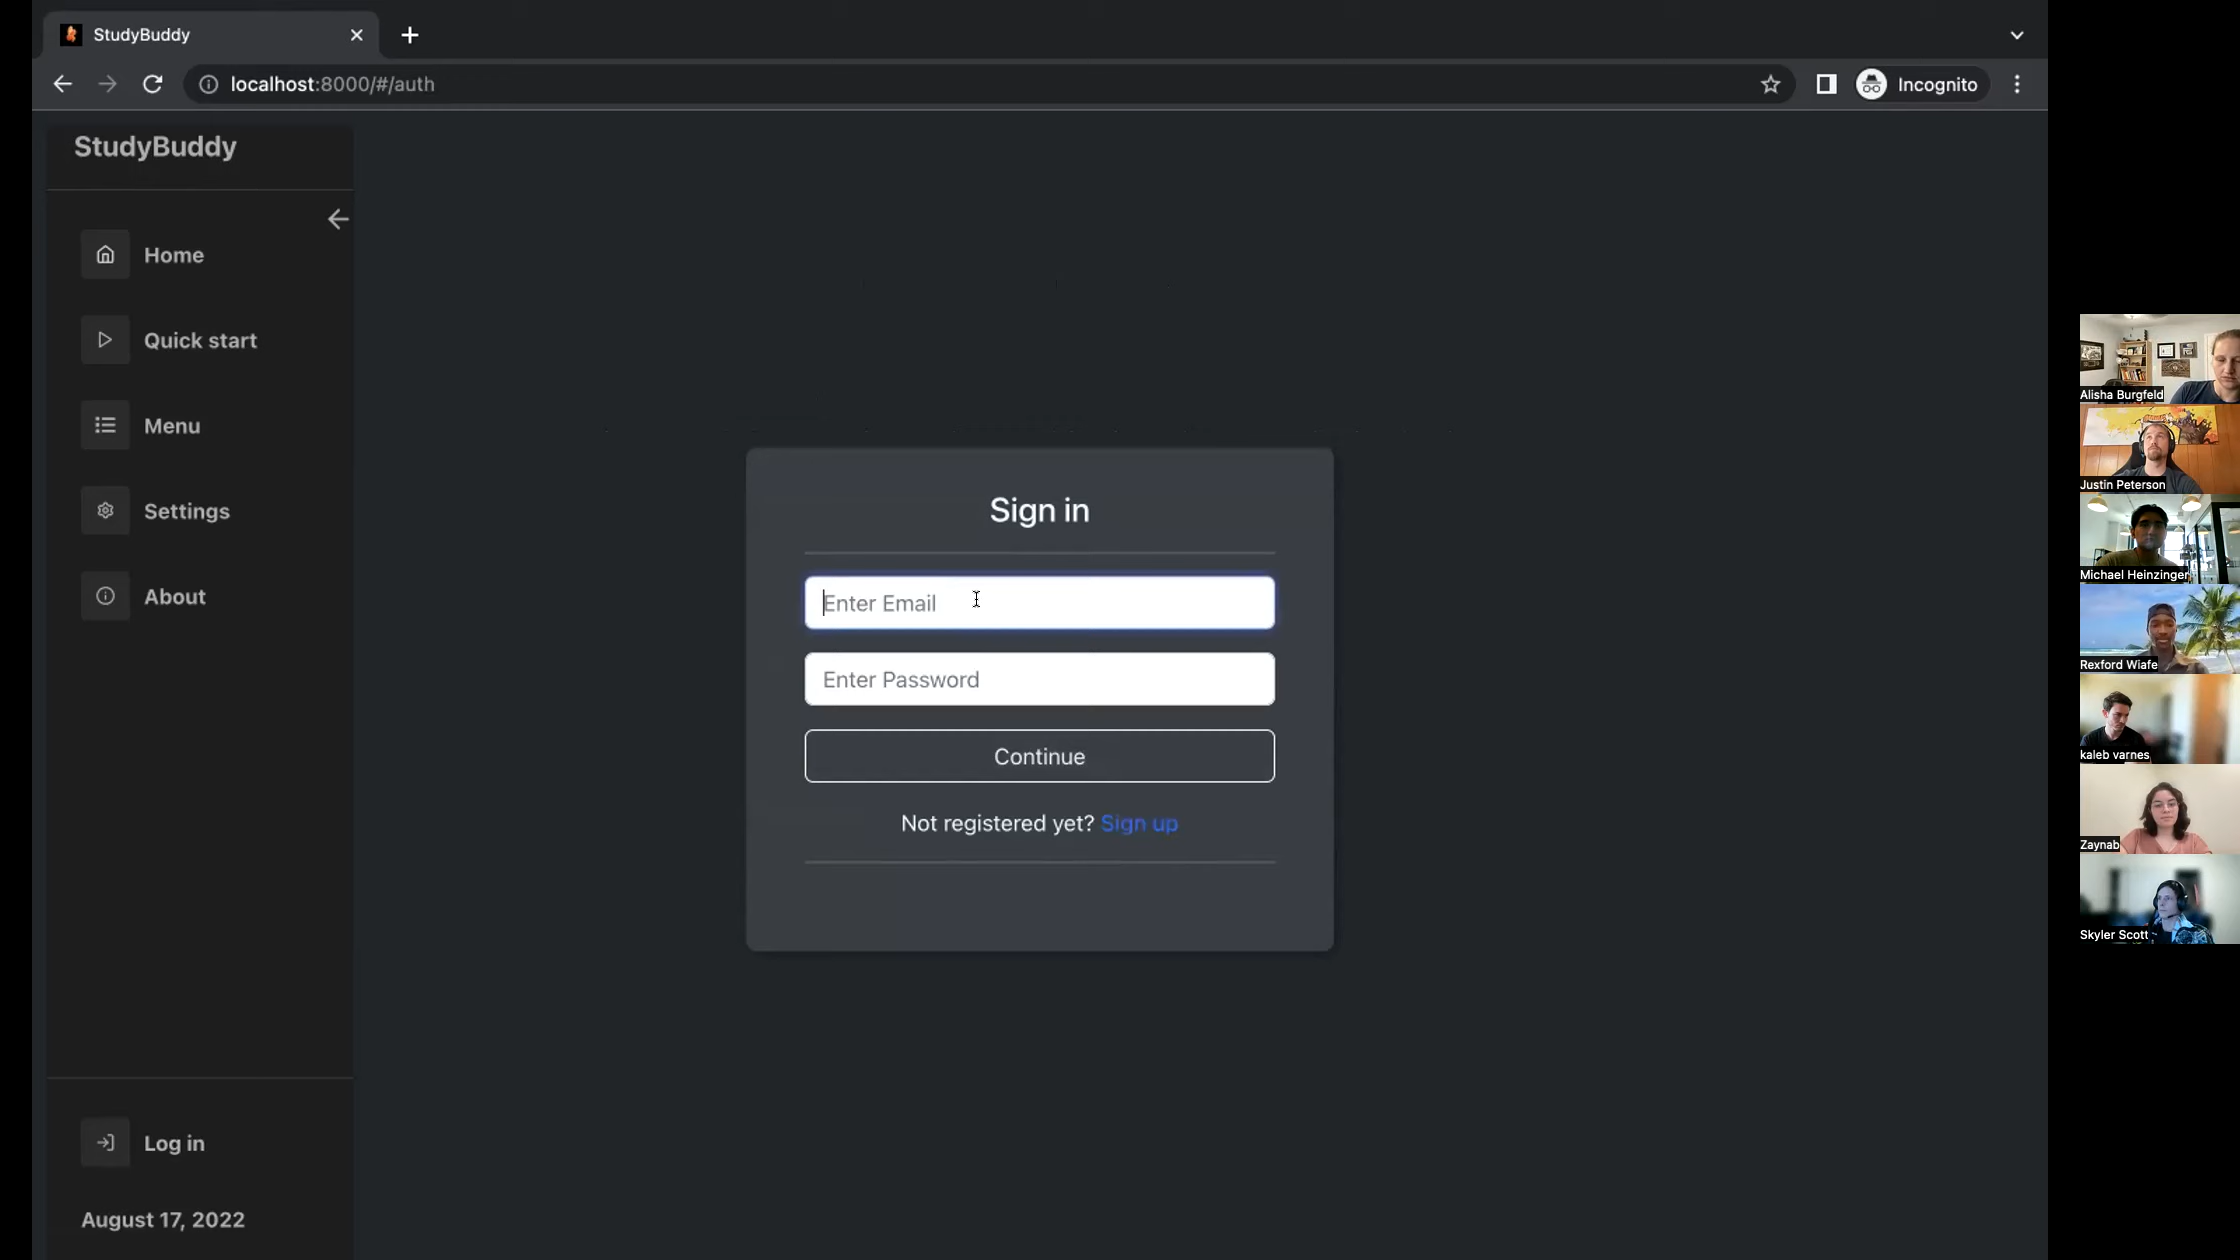 StudyBuddy
localhost:8000/#/auth
Incognito
StudyBuddy
Home
Quick start
Menu
Settings
About
Log in
August 17, 2022
Sign in
Enter Email
Enter Password
Continue
Not registered yet? Sign up
Alisha Burgfeld
Justin Peterson
Michael Heinzinger
Rexford Wiafe
kaleb varnes
Zaynab
Skyler Scott